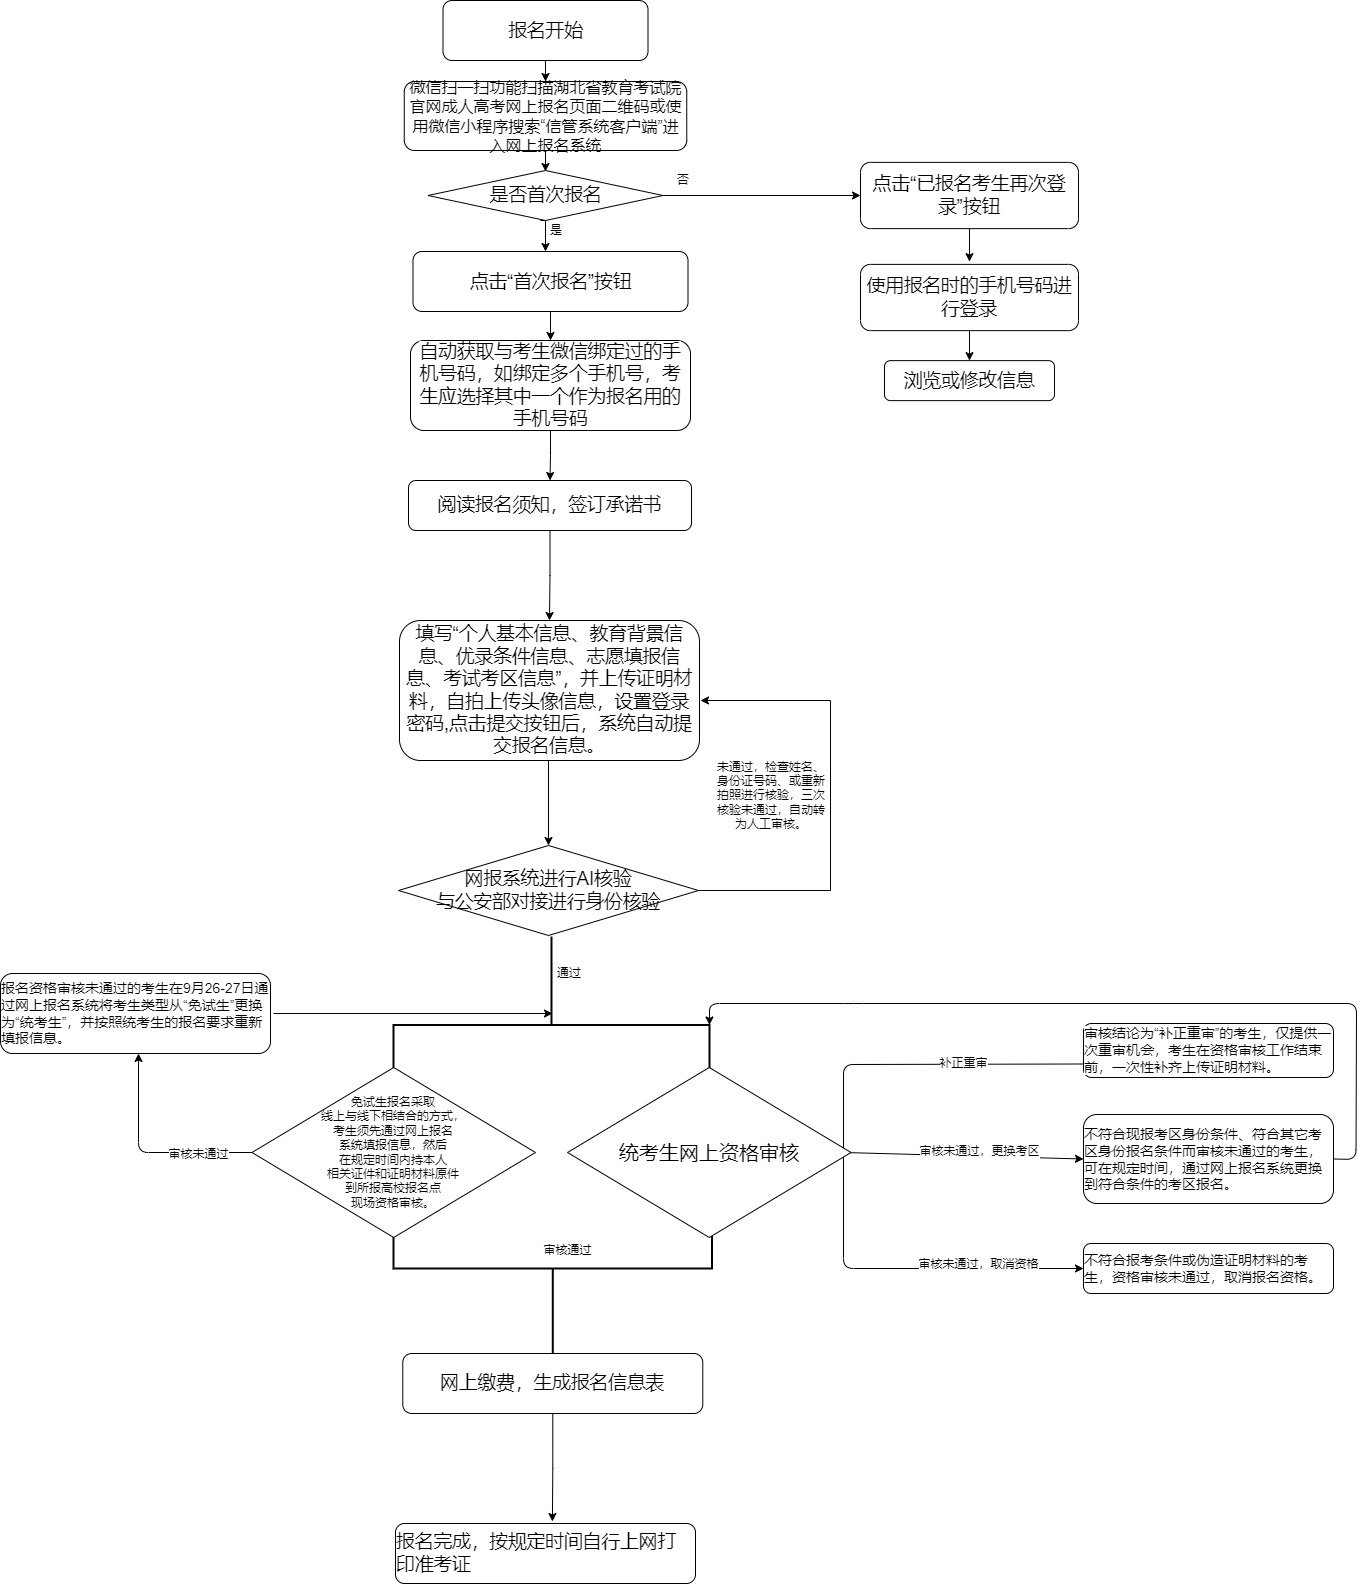 报名开始
微信扫一扫功能扫描湖北省教育考试院
官网成人高考网上报名页面二维码或使
用微信小程序搜索“信管系统客户端”进
入网上报名系统
是否首次报名
否
点击“已报名考生再次登
录”按钮
是
点击“首次报名”按钮
使用报名时的手机号码进
行登录
自动获取与考生微信绑定过的手
机号码，如绑定多个手机号，考
生应选择其中一个作为报名用的
手机号码
浏览或修改信息
阅读报名须知，签订承诺书
填写“个人基本信息、教育背景信
息、优录条件信息、志愿填报信
息、考试考区信息”，并上传证明材
料，自拍上传头像信息，设置登录
密码,点击提交按钮后，系统自动提
交报名信息。
未通过，检查姓名、
身份证号码、或重新
拍照进行核验，三次
核验未通过，自动转
为人工审核。
网报系统进行AI核验
与公安部对接进行身份核验
通过
报名资格审核未通过的考生在9月26-27日通
过网上报名系统将考生类型从“免试生”更换
为“统考生”，并按照统考生的报名要求重新
填报信息。
审核结论为“补正重审”的考生，仅提供一
次重审机会，考生在资格审核工作结束
前，一次性补齐上传证明材料。
补正重审
免试生报名采取
线上与线下相结合的方式，
考生须先通过网上报名
系统填报信息，然后
在规定时间内持本人
相关证件和证明材料原件
到所报高校报名点
现场资格审核。
审核未通过
统考生网上资格审核
审核未通过，更换考区
不符合现报考区身份条件、符合其它考
区身份报名条件而审核未通过的考生，
可在规定时间，通过网上报名系统更换
到符合条件的考区报名。
审核通过
审核未通过，取消资格
不符合报考条件或伪造证明材料的考
生，资格审核未通过，取消报名资格。
网上缴费，生成报名信息表
报名完成，按规定时间自行上网打
印准考证